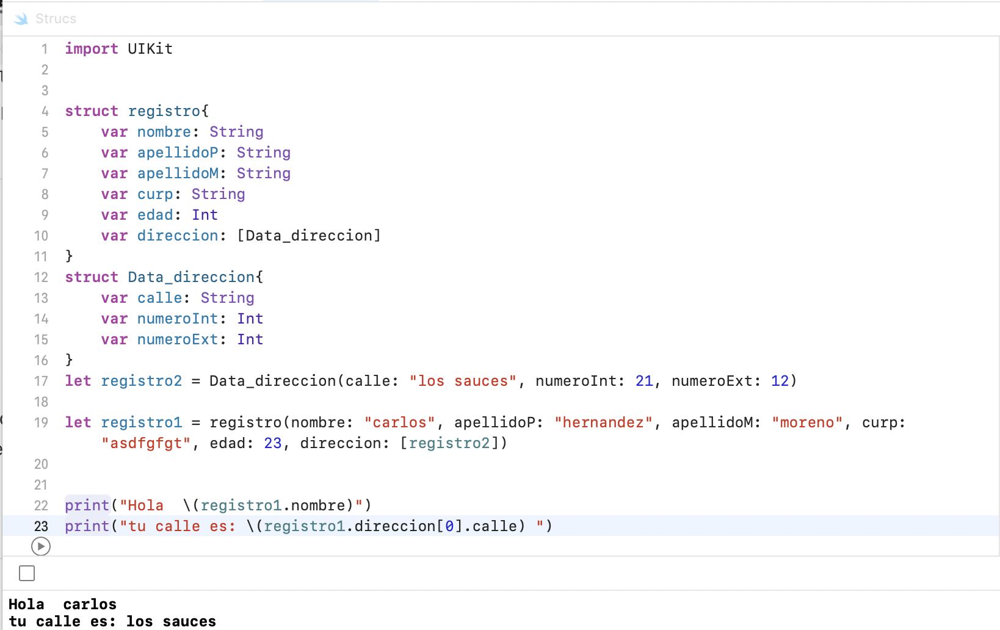 Strucs
1 import UIKit
2
3
4 struct registro{
5     var nombre: String
6     var apellidoP: String
7     var apellidoM: String
8     var curp: String
9     var edad: Int
10     var direccion: [Data_direccion]
11 }
12 struct Data_direccion{
13     var calle: String
14     var numeroInt: Int
15     var numeroExt: Int
16 }
17 let registro2 = Data_direccion(calle: "los sauces", numeroInt: 21, numeroExt: 12)
18
19 let registro1 = registro(nombre: "carlos", apellidoP: "hernandez", apellidoM: "moreno", curp:
"asdfgfgt", edad: 23, direccion: [registro2])
20
21
22 print("Hola  \(registro1.nombre)")
23 print("tu calle es: \(registro1.direccion[0].calle) ")
Hola  carlos
tu calle es: los sauces